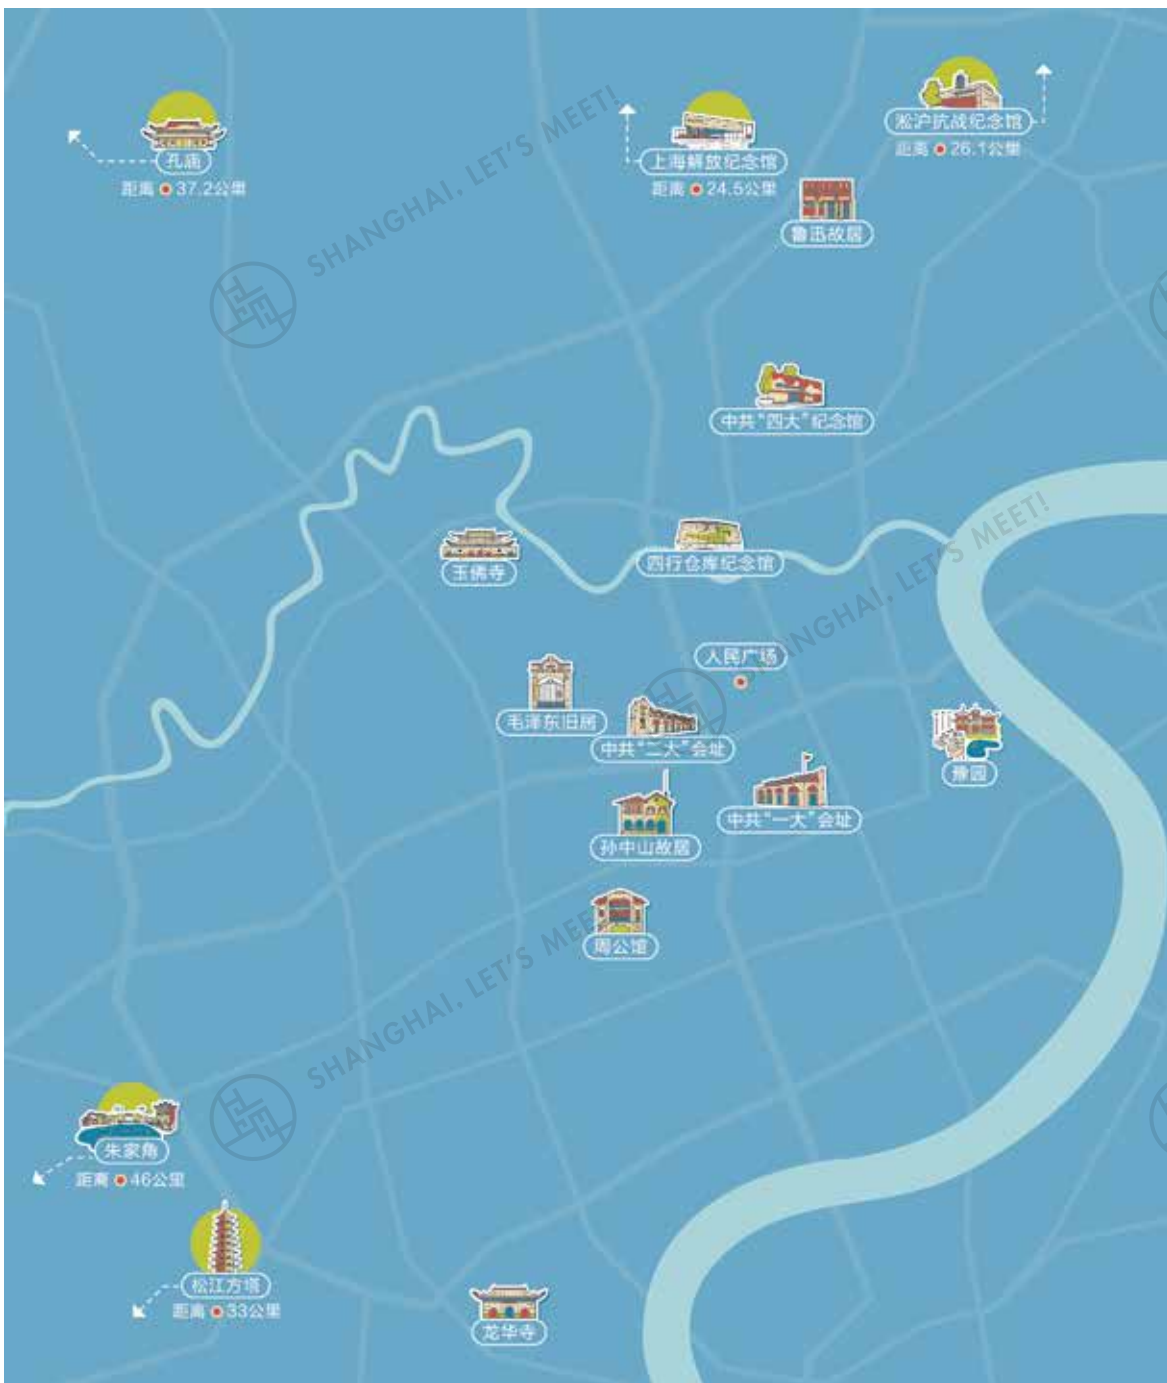 淞沪抗战纪念馆
距离 26.1公里
孔庙
距离 37.2公里
上海解放纪念馆
距离 24.5公里
SHANGHAI, LET'S MEET!
鲁迅故居
中共“四大”纪念馆
玉佛寺
四行仓库纪念馆
SHANGHAI, LET'S MEET!
人民广场
毛泽东旧居
中共“二大”会址
豫园
中共“一大”会址
孙中山故居
周公馆
SHANGHAI, LET'S MEET!
朱家角
距离 46公里
松江方塔
距离 33公里
龙华寺